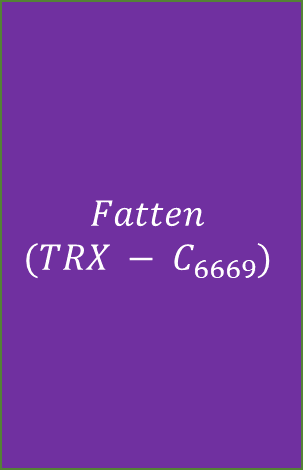 Fatten
(TRX − C₆₆₆₉)